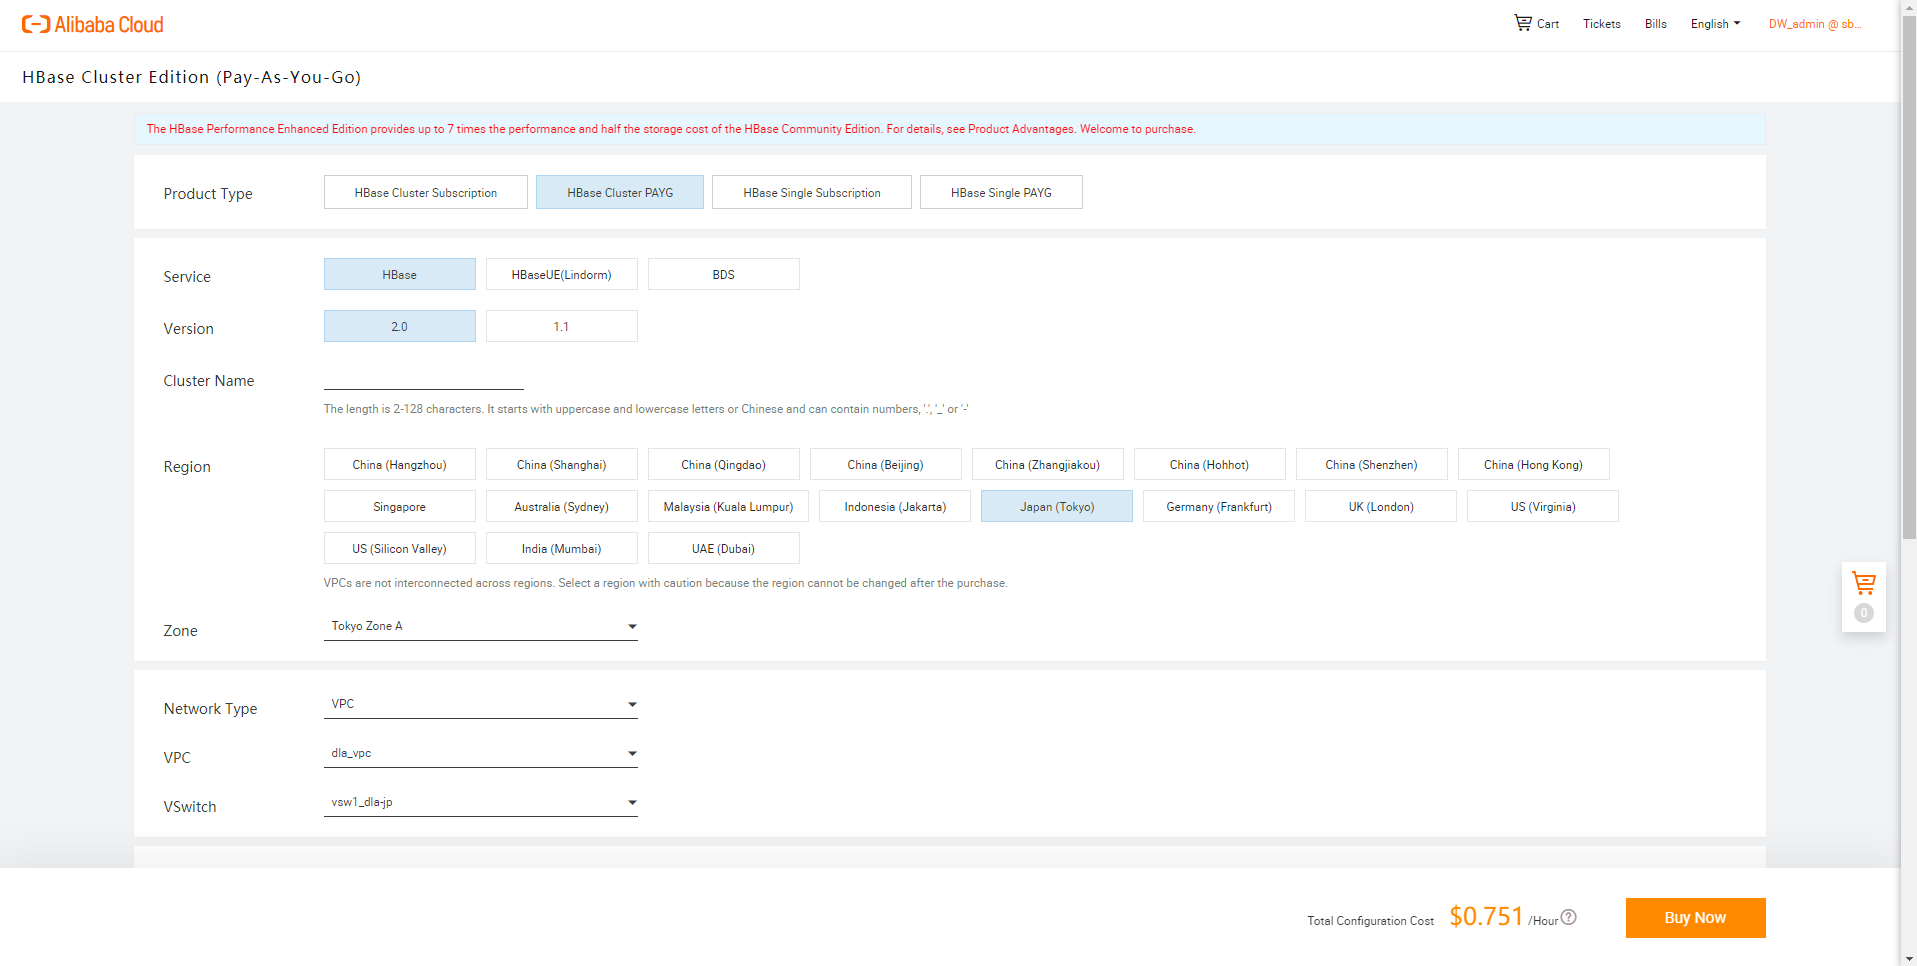 Alibaba Cloud
Cart Tickets Bills English DW_admin @ sb...
HBase Cluster Edition (Pay-As-You-Go)
The HBase Performance Enhanced Edition provides up to 7 times the performance and half the storage cost of the HBase Community Edition. For details, see Product Advantages. Welcome to purchase.
Product Type HBase Cluster Subscription HBase Cluster PAYG HBase Single Subscription HBase Single PAYG
Service HBase HBaseUE(Lindorm) BDS
Version 2.0 1.1
Cluster Name
The length is 2-128 characters. It starts with uppercase and lowercase letters or Chinese and can contain numbers, '.', '_' or '-'
Region China (Hangzhou) China (Shanghai) China (Qingdao) China (Beijing) China (Zhangjiakou) China (Hohhot) China (Shenzhen) China (Hong Kong)
Singapore Australia (Sydney) Malaysia (Kuala Lumpur) Indonesia (Jakarta) Japan (Tokyo) Germany (Frankfurt) UK (London) US (Virginia)
US (Silicon Valley) India (Mumbai) UAE (Dubai)
VPCs are not interconnected across regions. Select a region with caution because the region cannot be changed after the purchase.
0
Zone Tokyo Zone A
Network Type VPC
VPC dla_vpc
VSwitch vsw1_dla-jp
Total Configuration Cost $0.751 /Hour ? Buy Now